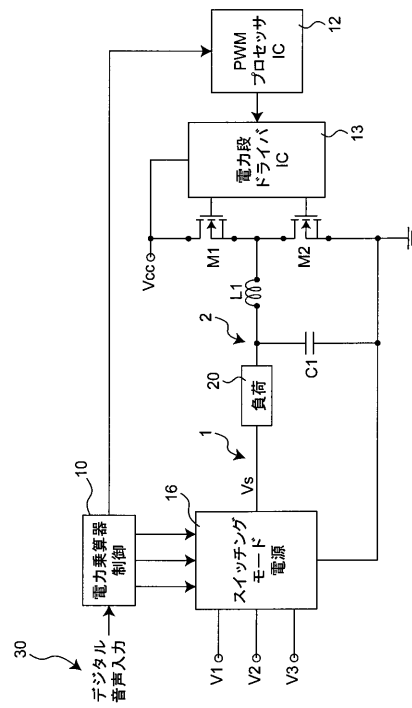 30
デジタル
音声入力
10
電力乗算器
制御
16
スイッチング
モード
電源
V1
V2
V3
Vs
1
20
負荷
2
L1
C1
Vcc
M1
M2
電力段
ドライバ
IC
13
PWM
プロセッサ
IC
12